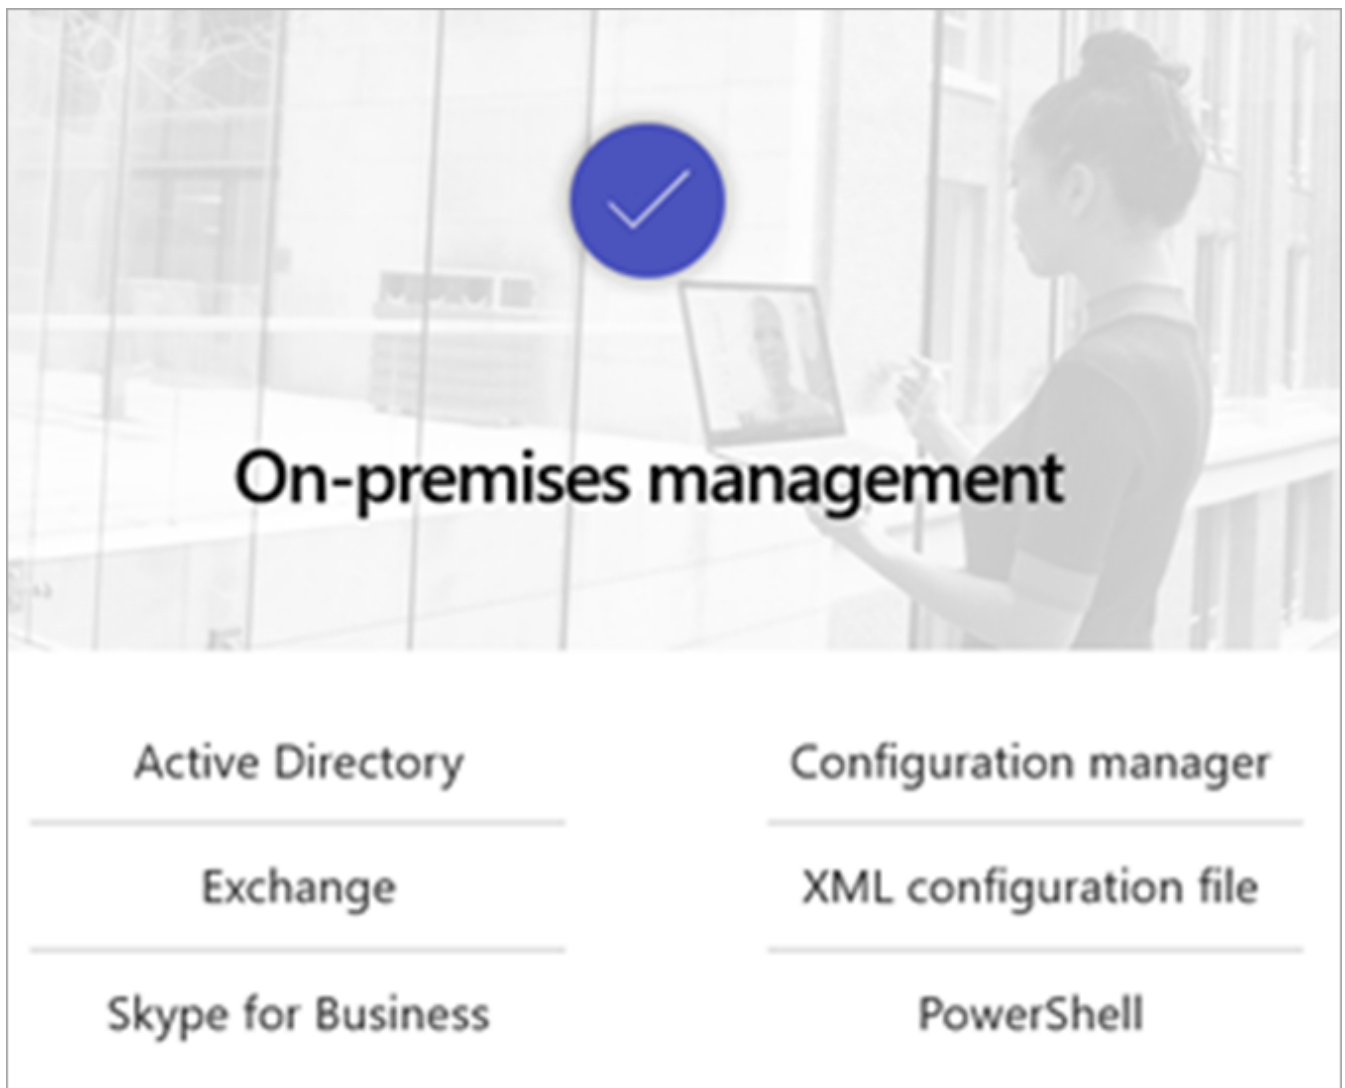 On-premises management
Active Directory
Configuration manager
Exchange
XML configuration file
Skype for Business
PowerShell